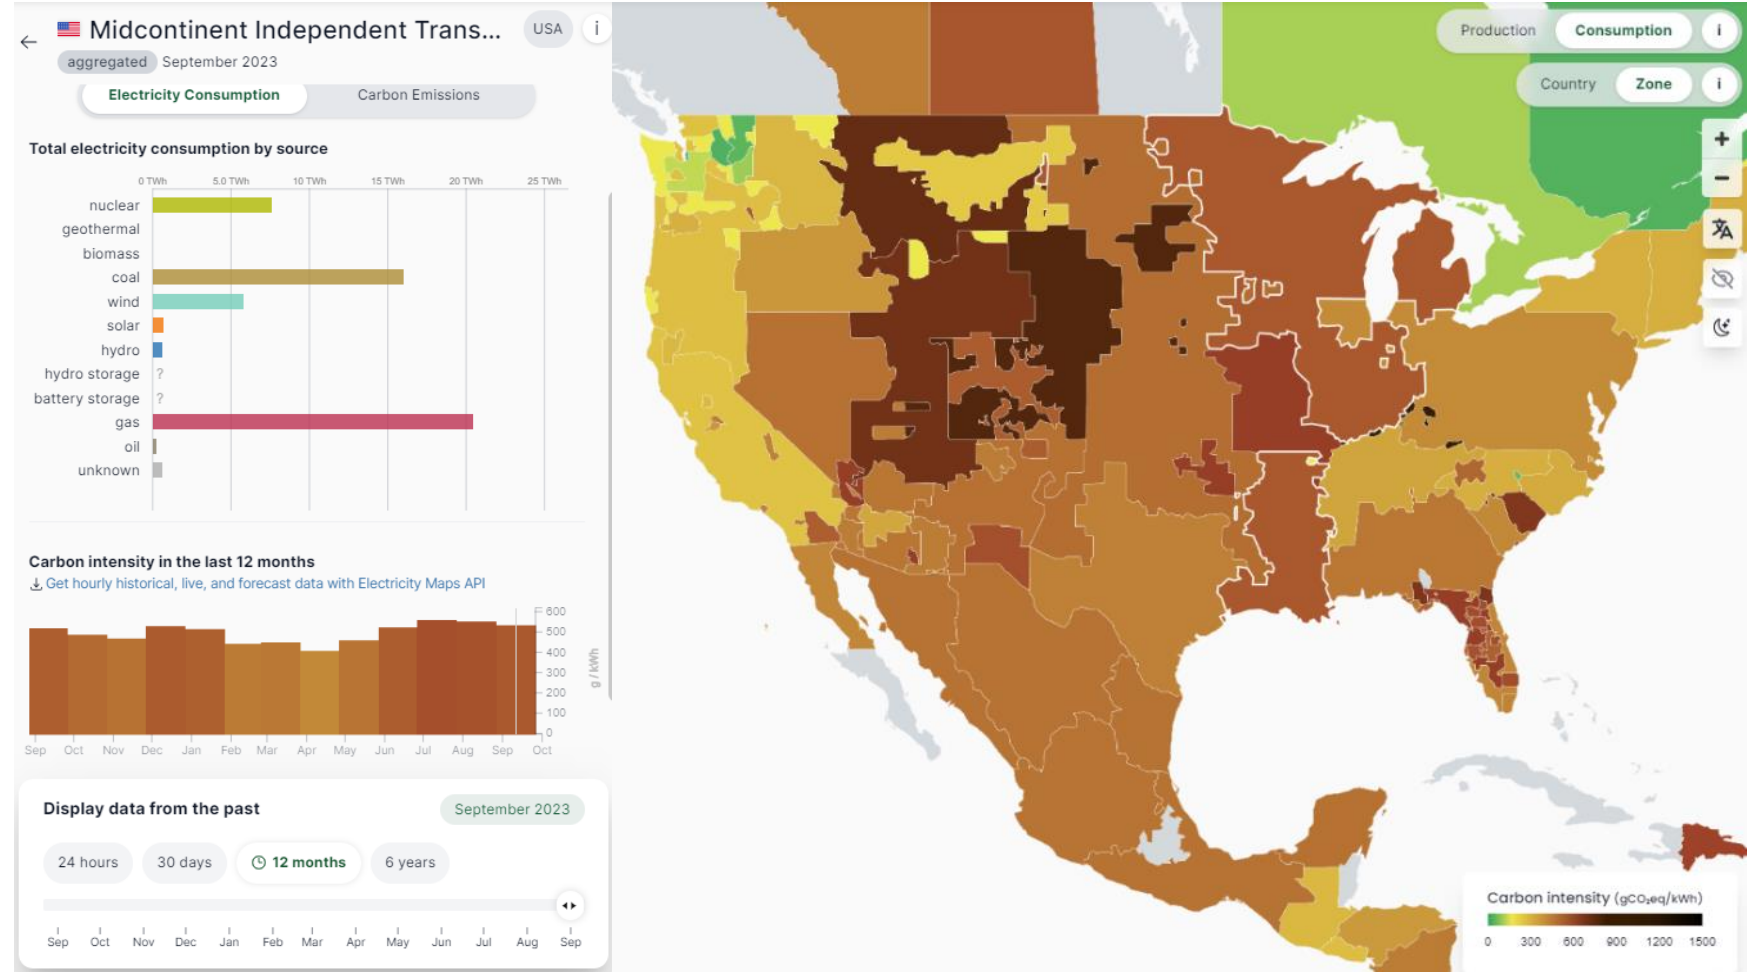 Midcontinent Independent Trans...
USA
i
aggregated September 2023
Electricity Consumption Carbon Emissions
Total electricity consumption by source
0 TWh 5.0 TWh 10 TWh 15 TWh 20 TWh 25 TWh
nuclear
geothermal
biomass
coal
wind
solar
hydro
hydro storage ?
battery storage ?
gas
oil
unknown
Carbon intensity in the last 12 months
Get hourly historical, live, and forecast data with Electricity Maps API
600
500
400
300
200
100
0
g / kWh
Sep Oct Nov Dec Jan Feb Mar Apr May Jun Jul Aug Sep Oct
Display data from the past September 2023
24 hours 30 days 12 months 6 years
Sep Oct Nov Dec Jan Feb Mar Apr May Jun Jul Aug Sep
Production Consumption i
Country Zone i
+
−
文A
Carbon intensity (gCO₂eq/kWh)
0 300 600 900 1200 1500